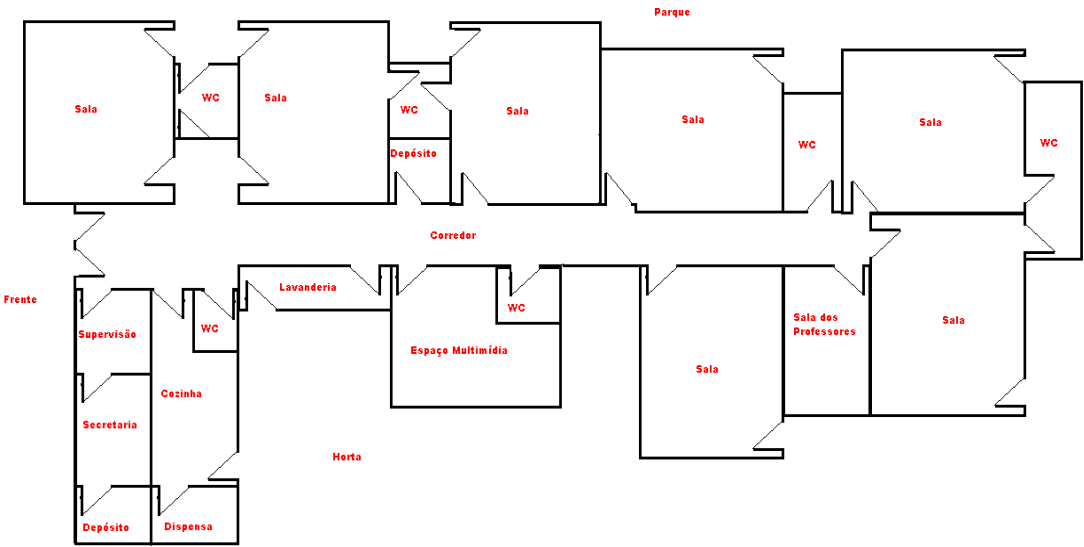 Parque
Sala
WC
Sala
WC
Sala
Sala
Sala
WC
WC
Depósito
Corredor
Lavanderia
Frente
WC
WC
Sala dos
Professores
Sala
Supervisão
Espaço Multimídia
Sala
Cozinha
Secretaria
Horta
Depósito
Dispensa